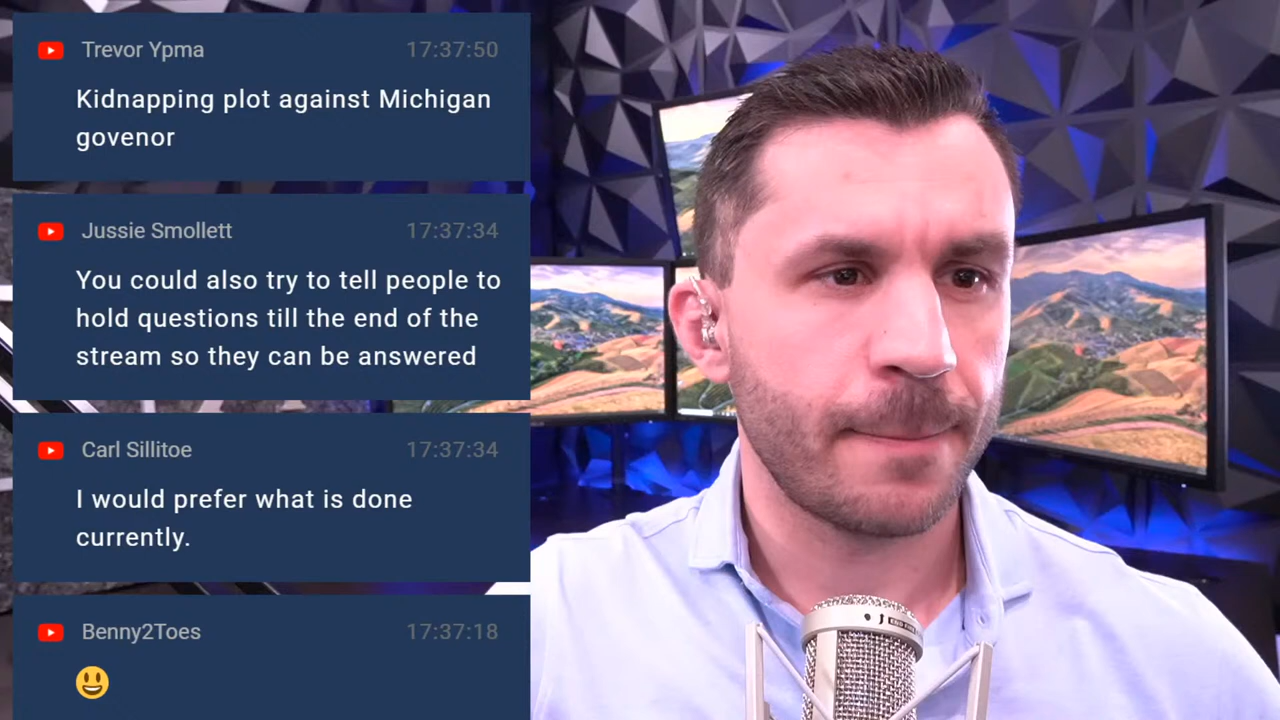 Trevor Ypma 17:37:50
Kidnapping plot against Michigan
govenor
Jussie Smollett 17:37:34
You could also try to tell people to
hold questions till the end of the
stream so they can be answered
Carl Sillitoe 17:37:34
I would prefer what is done
currently.
Benny2Toes 17:37:18
😃